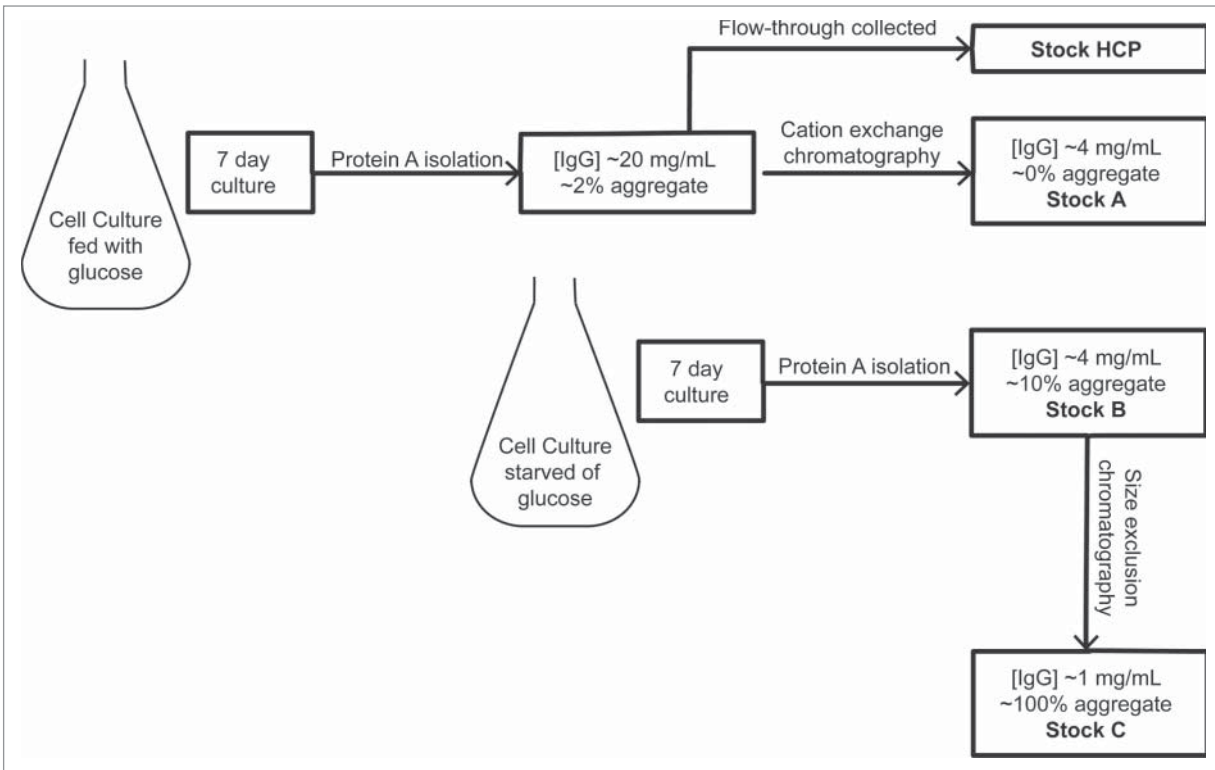 Flow-through collected
Stock HCP
Cell Culture
fed with
glucose
7 day
culture
Protein A isolation
[IgG] ~20 mg/mL
~2% aggregate
Cation exchange
chromatography
[IgG] ~4 mg/mL
~0% aggregate
Stock A
Cell Culture
starved of
glucose
7 day
culture
Protein A isolation
[IgG] ~4 mg/mL
~10% aggregate
Stock B
Size exclusion
chromatography
[IgG] ~1 mg/mL
~100% aggregate
Stock C